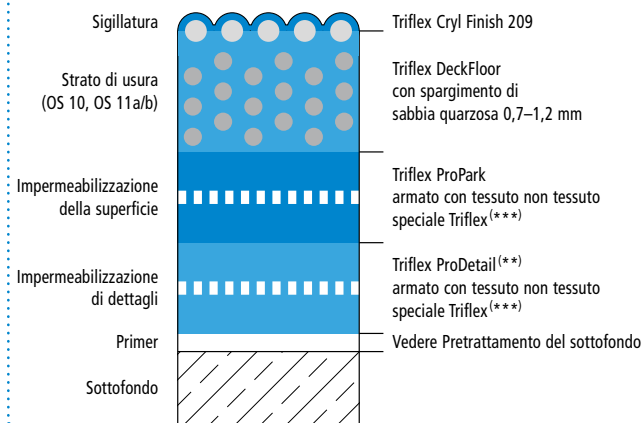 Sigillatura
Triflex Cryl Finish 209
Strato di usura
(OS 10, OS 11a/b)
Triflex DeckFloor
con spargimento di
sabbia quarzosa 0,7–1,2 mm
Impermeabilizzazione
della superficie
Triflex ProPark
armato con tessuto non tessuto
speciale Triflex(***)
Impermeabilizzazione
di dettagli
Triflex ProDetail(**)
armato con tessuto non tessuto
speciale Triflex(***)
Primer
Vedere Pretrattamento del sottofondo
Sottofondo